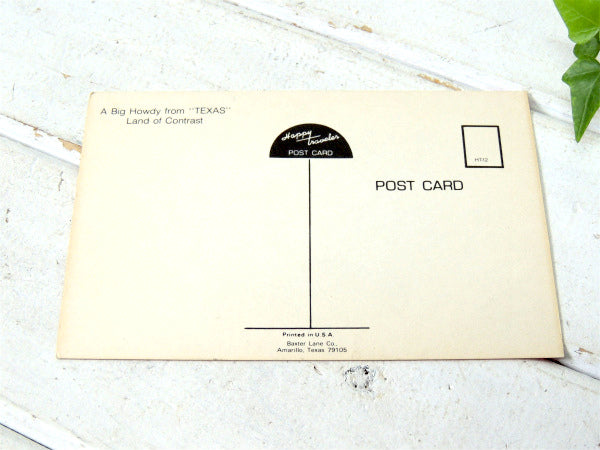 A Big Howdy from "TEXAS"
Land of Contrast
Happy
Traveler
POST CARD
HT12
POST CARD
Printed in U.S.A.
Baxter Lane Co.,
Amarillo, Texas 79105